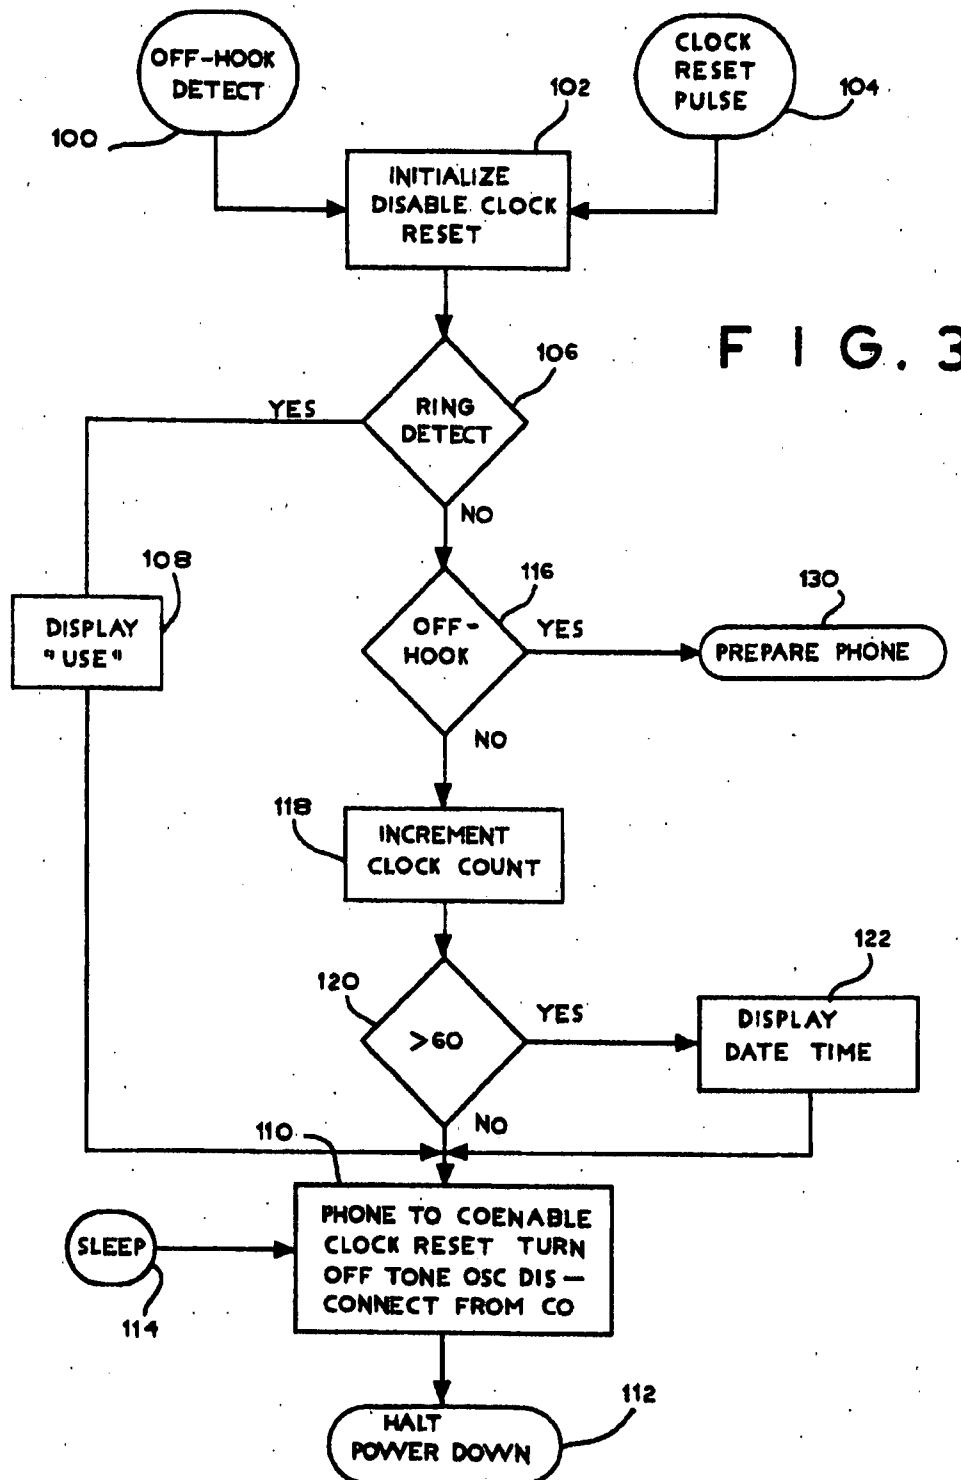 OFF-HOOK
DETECT
100
CLOCK
RESET
PULSE
104
102
INITIALIZE
DISABLE CLOCK
RESET
F I G. 3
106
RING
DETECT
YES
NO
108
DISPLAY
"USE"
116
OFF-
HOOK
YES
130
PREPARE PHONE
NO
118
INCREMENT
CLOCK COUNT
120
>60
YES
122
DISPLAY
DATE TIME
NO
110
PHONE TO COENABLE
CLOCK RESET TURN
OFF TONE OSC DIS-
CONNECT FROM CO
SLEEP
114
HALT
POWER DOWN
112